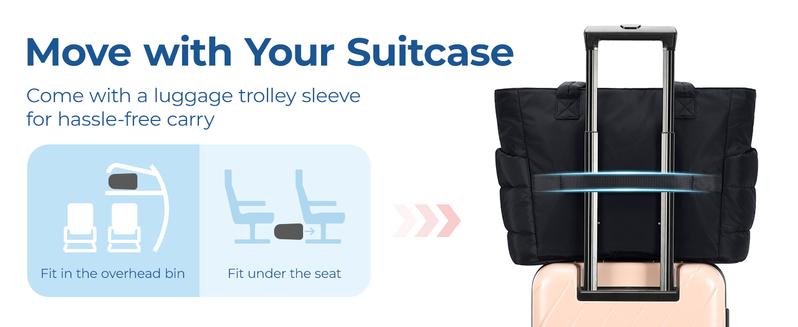 Move with Your Suitcase
Come with a luggage trolley sleeve
for hassle-free carry
Fit in the overhead bin
Fit under the seat